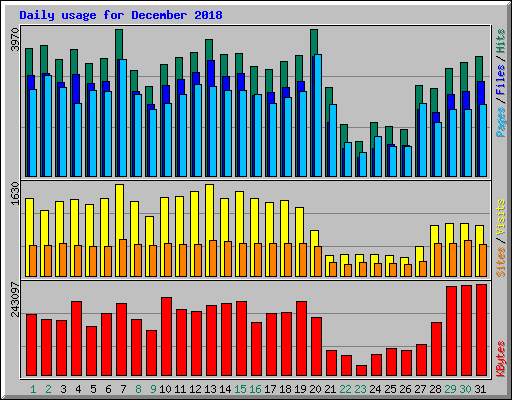 Daily usage for December 2018
3970
Pages / Files / Hits
1630
Sites / Visits
243097
KBytes
1 2 3 4 5 6 7 8 9 10 11 12 13 14 15 16 17 18 19 20 21 22 23 24 25 26 27 28 29 30 31